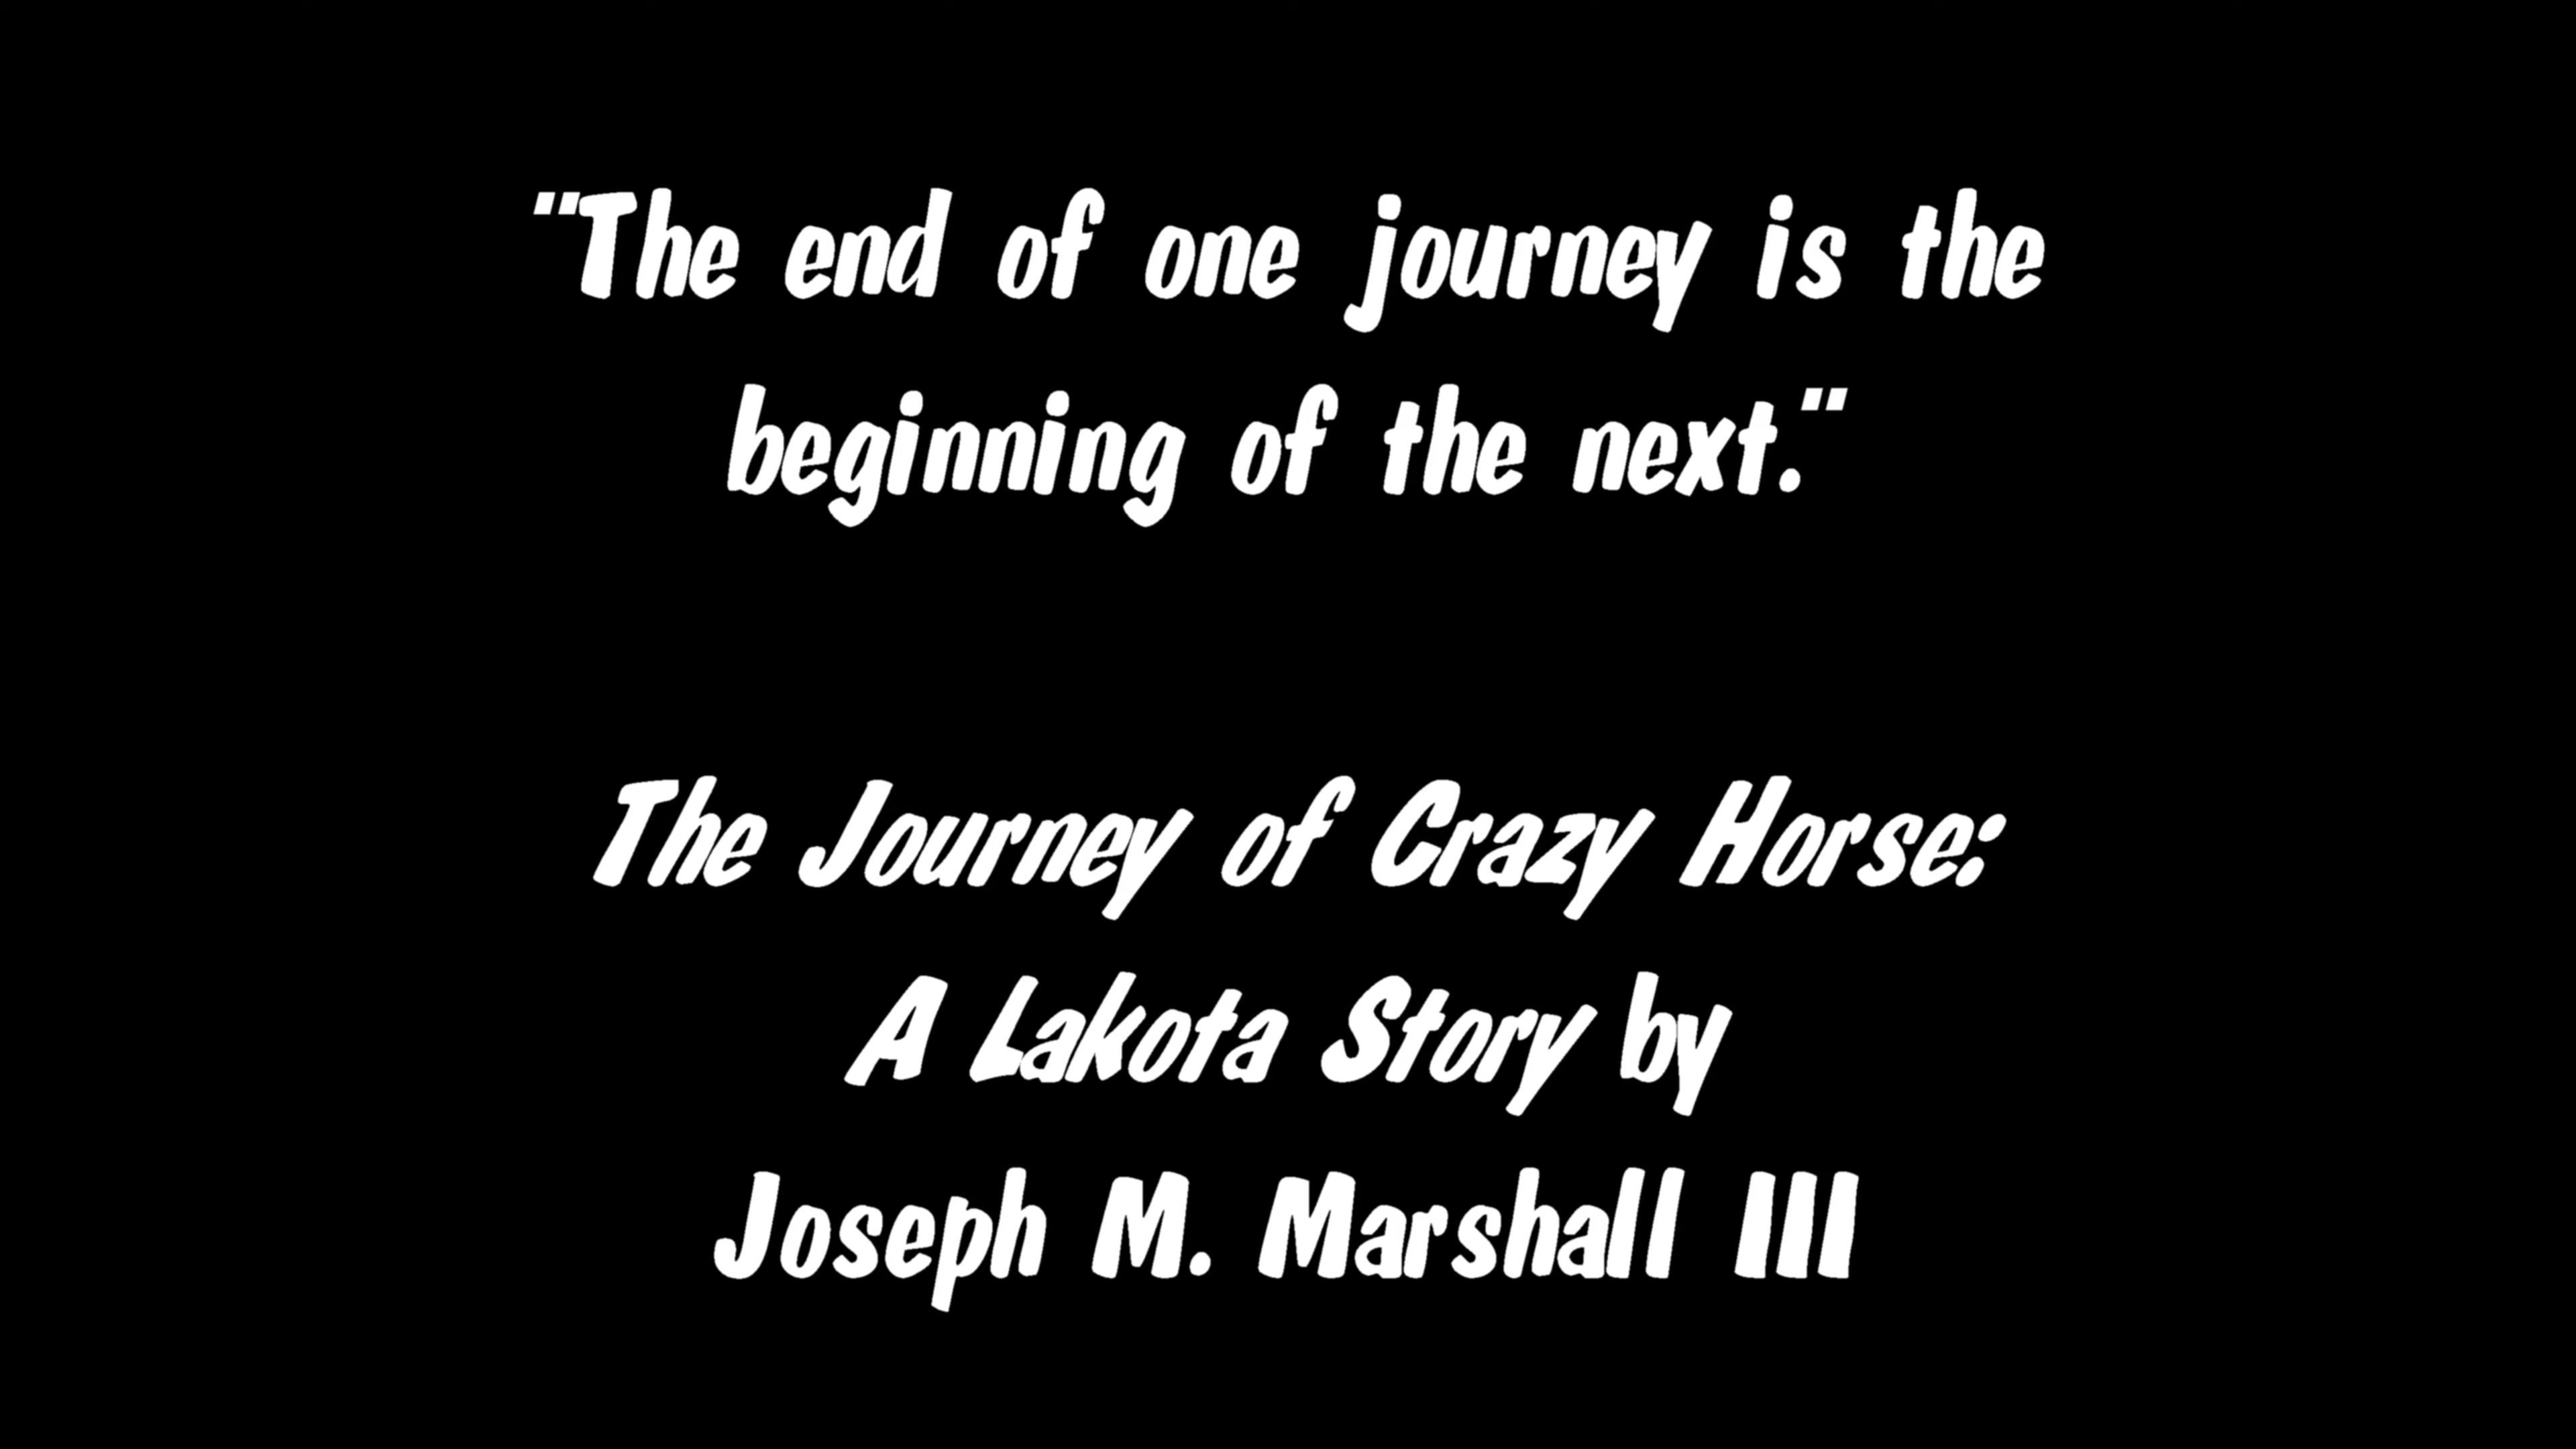 "The end of one journey is the
beginning of the next."
The Journey of Crazy Horse:
A Lakota Story by
Joseph M. Marshall III